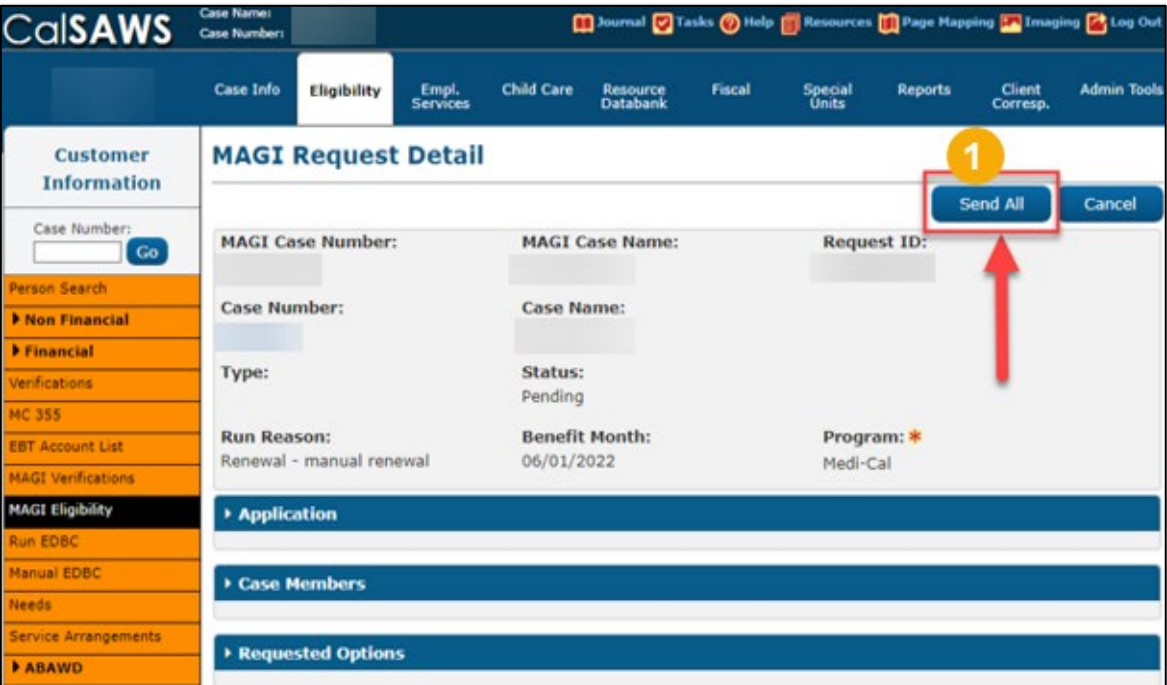 CalSAWS
Case Name:
Case Number:
Journal Tasks Help Resources Page Mapping Imaging Log Out
Case Info
Eligibility
Empl. Services
Child Care
Resource Databank
Fiscal
Special Units
Reports
Client Corresp.
Admin Tools
Customer
Information
Case Number:
Go
Person Search
Non Financial
Financial
Verifications
MC 355
EBT Account List
MAGI Verifications
MAGI Eligibility
Run EDBC
Manual EDBC
Needs
Service Arrangements
ABAWD
MAGI Request Detail
1
Send All Cancel
MAGI Case Number: MAGI Case Name: Request ID:
Case Number: Case Name:
Type: Status:
Pending
Run Reason: Benefit Month: Program: *
Renewal - manual renewal 06/01/2022 Medi-Cal
Application
Case Members
Requested Options